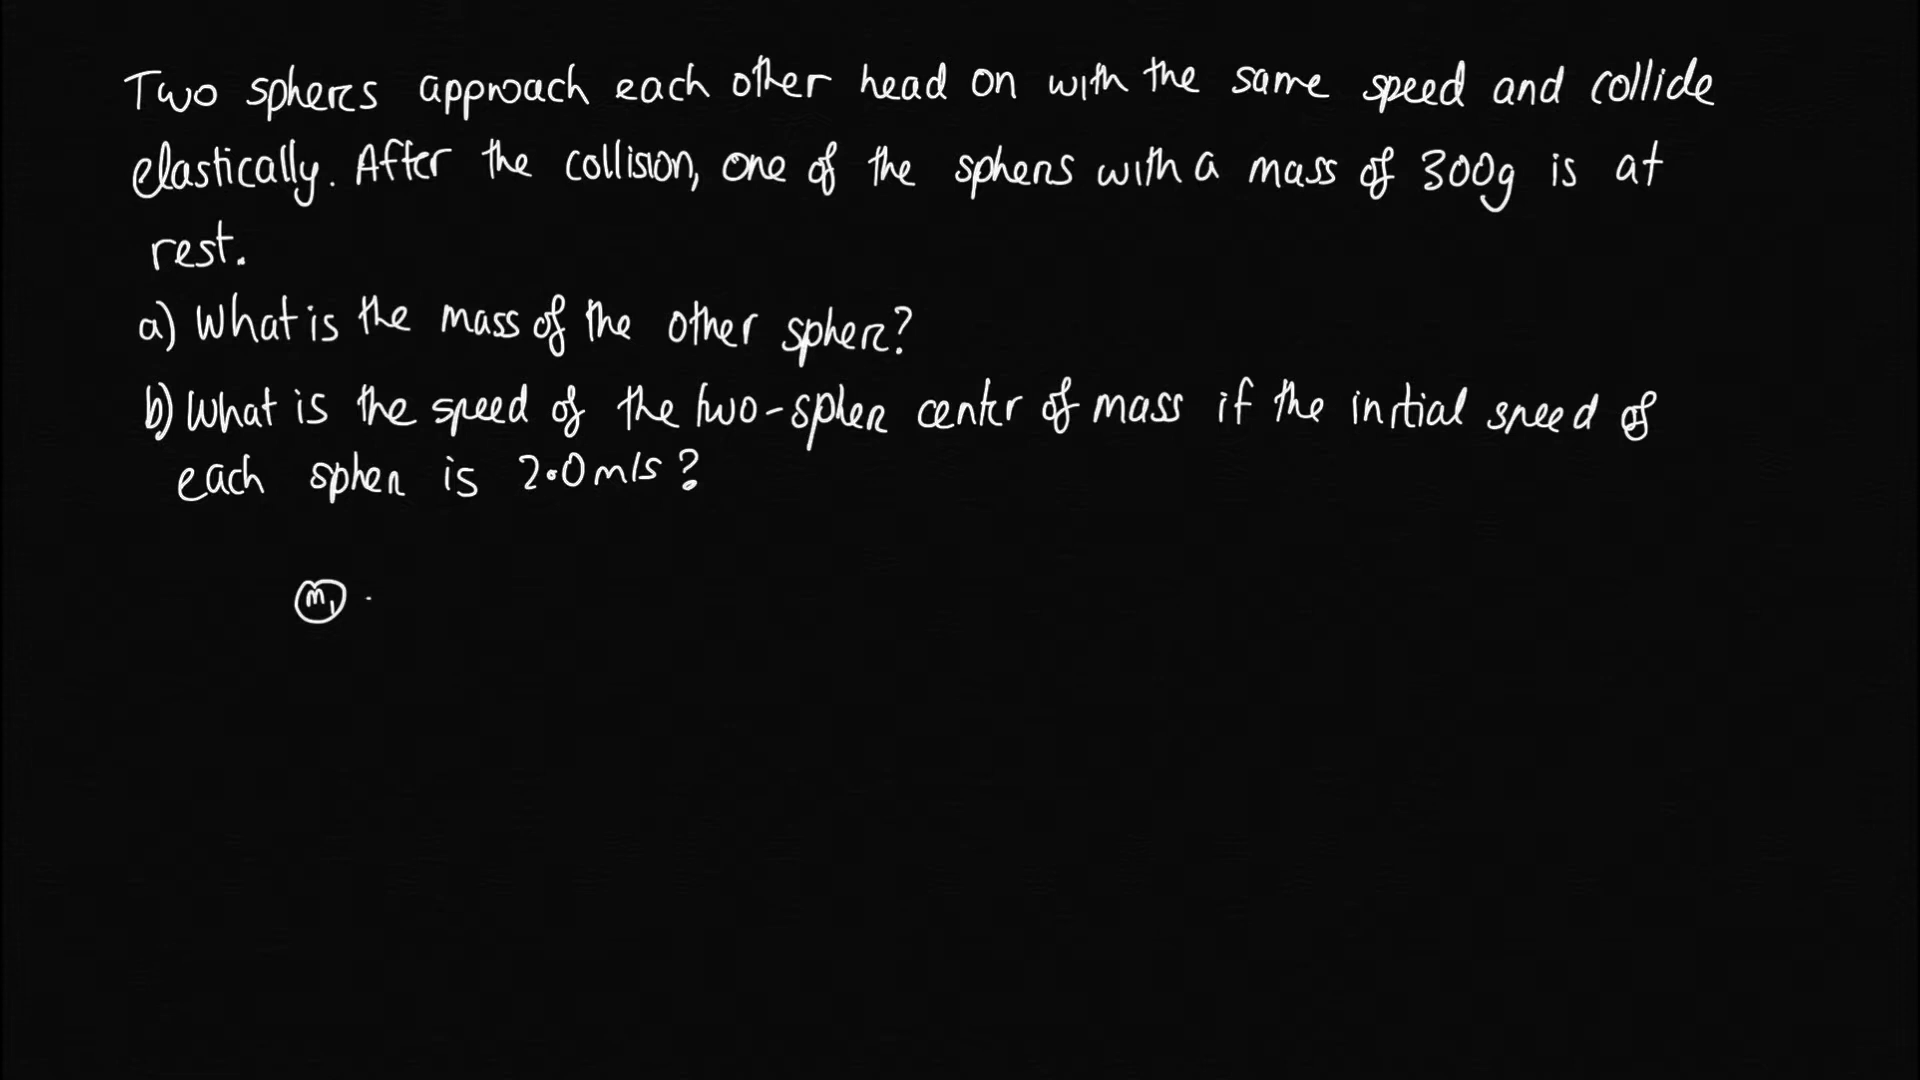 Two spheres approach each other head on with the same speed and collide
elastically. After the collision, one of the spheres with a mass of 300g is at
rest.
a) What is the mass of the other sphere?
b) What is the speed of the two-sphere center of mass if the initial speed of
each sphere is 2.0m/s?
m₁